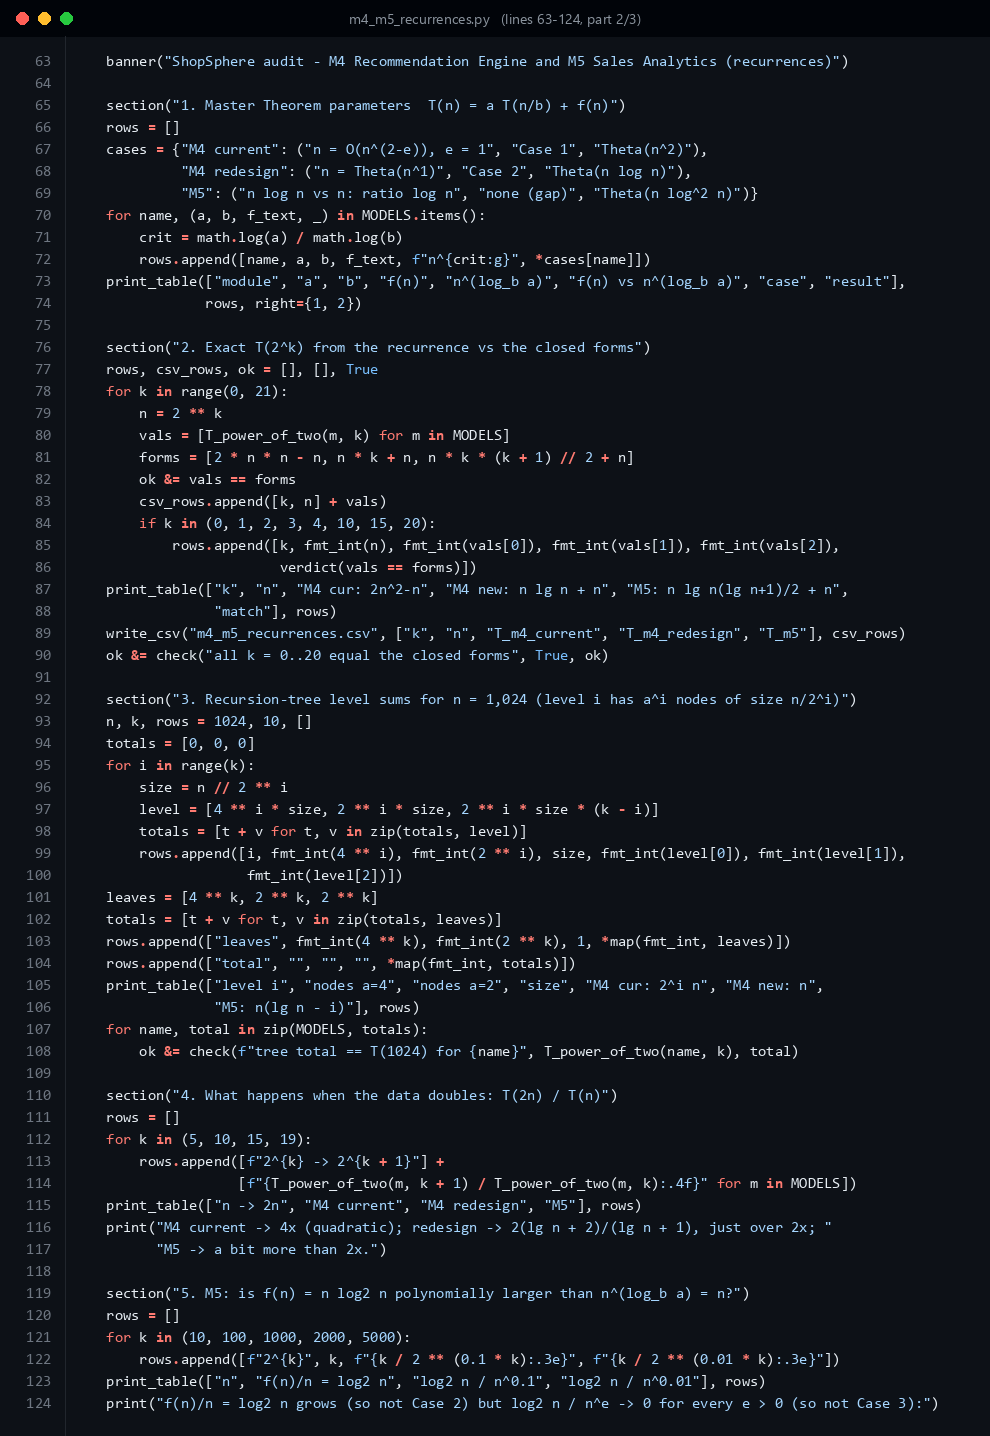 m4_m5_recurrences.py (lines 63-124, part 2/3)
63 banner("ShopSphere audit - M4 Recommendation Engine and M5 Sales Analytics (recurrences)")
64
65 section("1. Master Theorem parameters  T(n) = a T(n/b) + f(n)")
66 rows = []
67 cases = {"M4 current": ("n = O(n^(2-e)), e = 1", "Case 1", "Theta(n^2)"),
68          "M4 redesign": ("n = Theta(n^1)", "Case 2", "Theta(n log n)"),
69          "M5": ("n log n vs n: ratio log n", "none (gap)", "Theta(n log^2 n)")}
70 for name, (a, b, f_text, _) in MODELS.items():
71     crit = math.log(a) / math.log(b)
72     rows.append([name, a, b, f_text, f"n^{crit:g}", *cases[name]])
73 print_table(["module", "a", "b", "f(n)", "n^(log_b a)", "f(n) vs n^(log_b a)", "case", "result"],
74             rows, right={1, 2})
75
76 section("2. Exact T(2^k) from the recurrence vs the closed forms")
77 rows, csv_rows, ok = [], [], True
78 for k in range(0, 21):
79     n = 2 ** k
80     vals = [T_power_of_two(m, k) for m in MODELS]
81     forms = [2 * n * n - n, n * k + n, n * k * (k + 1) // 2 + n]
82     ok &= vals == forms
83     csv_rows.append([k, n] + vals)
84     if k in (0, 1, 2, 3, 4, 10, 15, 20):
85         rows.append([k, fmt_int(n), fmt_int(vals[0]), fmt_int(vals[1]), fmt_int(vals[2]),
86                      verdict(vals == forms)])
87 print_table(["k", "n", "M4 cur: 2n^2-n", "M4 new: n lg n + n", "M5: n lg n(lg n+1)/2 + n",
88              "match"], rows)
89 write_csv("m4_m5_recurrences.csv", ["k", "n", "T_m4_current", "T_m4_redesign", "T_m5"], csv_rows)
90 ok &= check("all k = 0..20 equal the closed forms", True, ok)
91
92 section("3. Recursion-tree level sums for n = 1,024 (level i has a^i nodes of size n/2^i)")
93 n, k, rows = 1024, 10, []
94 totals = [0, 0, 0]
95 for i in range(k):
96     size = n // 2 ** i
97     level = [4 ** i * size, 2 ** i * size, 2 ** i * size * (k - i)]
98     totals = [t + v for t, v in zip(totals, level)]
99     rows.append([i, fmt_int(4 ** i), fmt_int(2 ** i), size, fmt_int(level[0]), fmt_int(level[1]),
100                  fmt_int(level[2])])
101 leaves = [4 ** k, 2 ** k, 2 ** k]
102 totals = [t + v for t, v in zip(totals, leaves)]
103 rows.append(["leaves", fmt_int(4 ** k), fmt_int(2 ** k), 1, *map(fmt_int, leaves)])
104 rows.append(["total", "", "", "", *map(fmt_int, totals)])
105 print_table(["level i", "nodes a=4", "nodes a=2", "size", "M4 cur: 2^i n", "M4 new: n",
106              "M5: n(lg n - i)"], rows)
107 for name, total in zip(MODELS, totals):
108     ok &= check(f"tree total == T(1024) for {name}", T_power_of_two(name, k), total)
109
110 section("4. What happens when the data doubles: T(2n) / T(n)")
111 rows = []
112 for k in (5, 10, 15, 19):
113     rows.append([f"2^{k} -> 2^{k + 1}"] +
114                 [f"{T_power_of_two(m, k + 1) / T_power_of_two(m, k):.4f}" for m in MODELS])
115 print_table(["n -> 2n", "M4 current", "M4 redesign", "M5"], rows)
116 print("M4 current -> 4x (quadratic); redesign -> 2(lg n + 2)/(lg n + 1), just over 2x; "
117       "M5 -> a bit more than 2x.")
118
119 section("5. M5: is f(n) = n log2 n polynomially larger than n^(log_b a) = n?")
120 rows = []
121 for k in (10, 100, 1000, 2000, 5000):
122     rows.append([f"2^{k}", k, f"{k / 2 ** (0.1 * k):.3e}", f"{k / 2 ** (0.01 * k):.3e}"])
123 print_table(["n", "f(n)/n = log2 n", "log2 n / n^0.1", "log2 n / n^0.01"], rows)
124 print("f(n)/n = log2 n grows (so not Case 2) but log2 n / n^e -> 0 for every e > 0 (so not Case 3):")